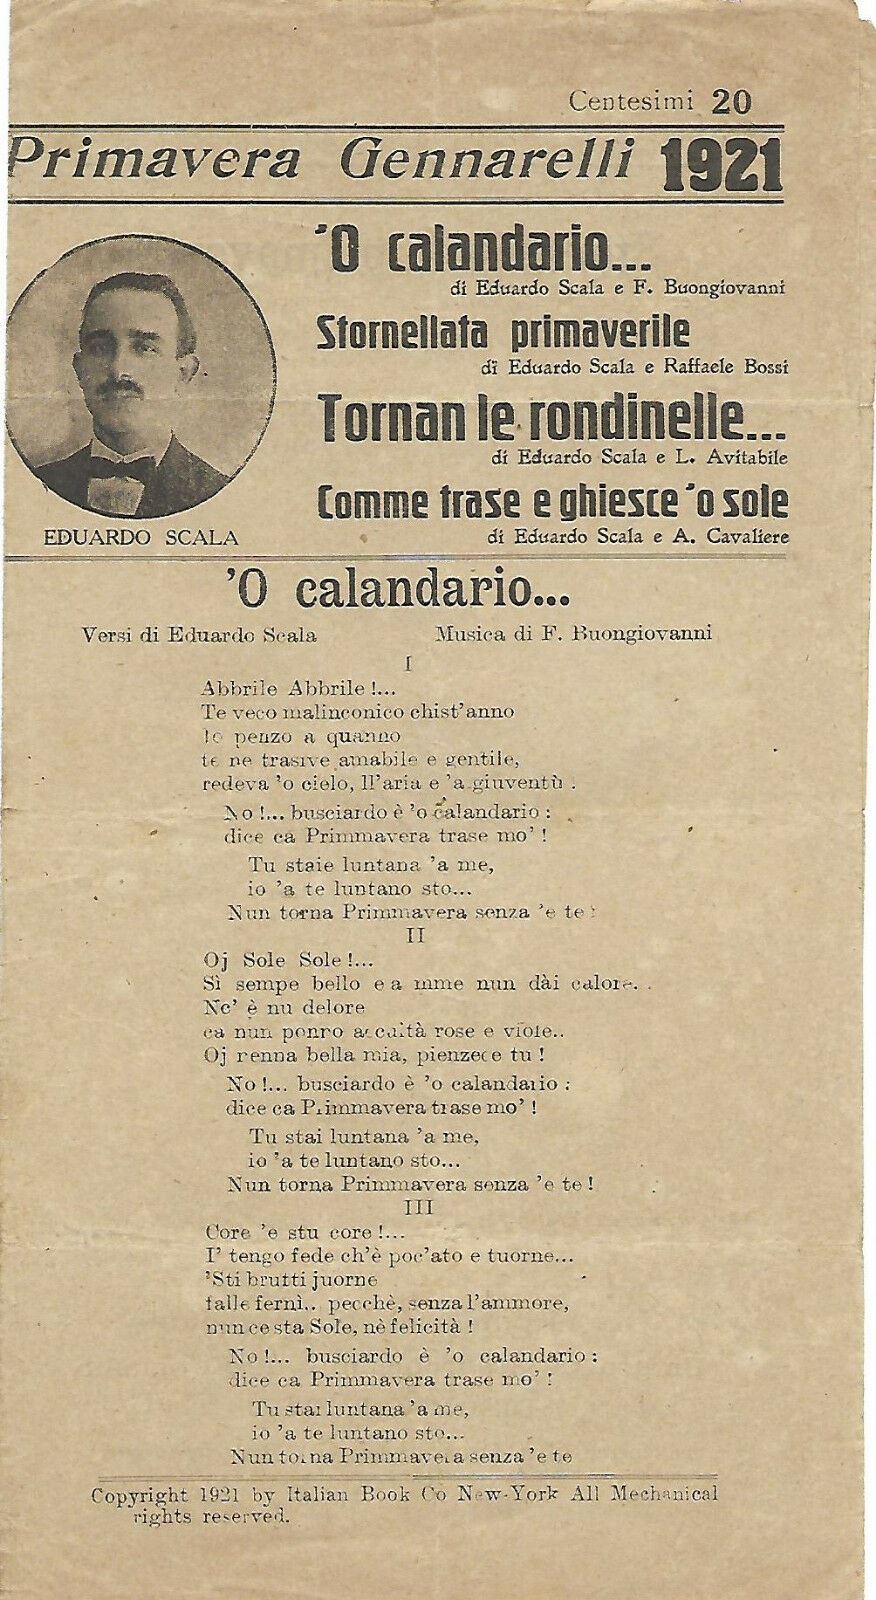 Centesimi 20
Primavera Gennarelli 1921
'O calandario...
di Eduardo Scala e F. Buongiovanni
Stornellata primaverile
di Eduardo Scala e Raffaele Bossi
Tornan le rondinelle...
di Eduardo Scala e L. Avitabile
Comme trase e ghiesce 'o sole
di Eduardo Scala e A. Cavaliere
EDUARDO SCALA
'O calandario...
Versi di Eduardo Scala Musica di F. Buongiovanni
I
Abbrile Abbrile !...
Te veco malinconico chist'anno
Io penzo a quanno
te ne trasive amabile e gentile,
redeva 'o cielo, ll'aria e 'a giuventù .
No !... busciardo è 'o calandario :
dice ca Primmavera trase mo' !
Tu staie luntana 'a me,
io 'a te luntano sto...
Nun torna Primmavera senza 'e te !
II
Oj Sole Sole !...
Sì sempe bello e a mme nun dài calore. .
Nc' è nu delore
ca nun ponno accuità rose e viole..
Oj renna bella mia, pienzece tu !
No !... busciardo è 'o calandario :
dice ca Primmavera trase mo' !
Tu stai luntana 'a me,
io 'a te luntano sto...
Nun torna Primmavera senza 'e te !
III
Core 'e stu core !...
I' tengo fede ch'è poc'ato e tuorne...
'Sti brutti juorne
falle fernì.. pecchè, senza l'ammore,
nun ce sta Sole, nè felicità !
No !... busciardo è 'o calandario :
dice ca Primmavera trase mo' !
Tu stai luntana 'a me,
io 'a te luntano sto...
Nun torna Primmavera senza 'e te
Copyright 1921 by Italian Book Co New-York All Mechanical
rights reserved.